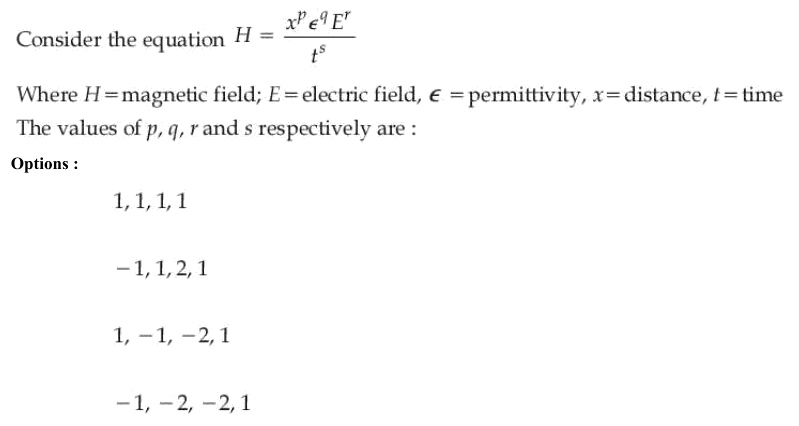 Consider the equation H = \frac{x^p ϵ^q E^r}{t^s}
Where H=magnetic field; E=electric field, ϵ =permittivity, x=distance, t=time
The values of p, q, r and s respectively are :
Options :
1, 1, 1, 1
−1, 1, 2, 1
1, −1, −2, 1
−1, −2, −2, 1